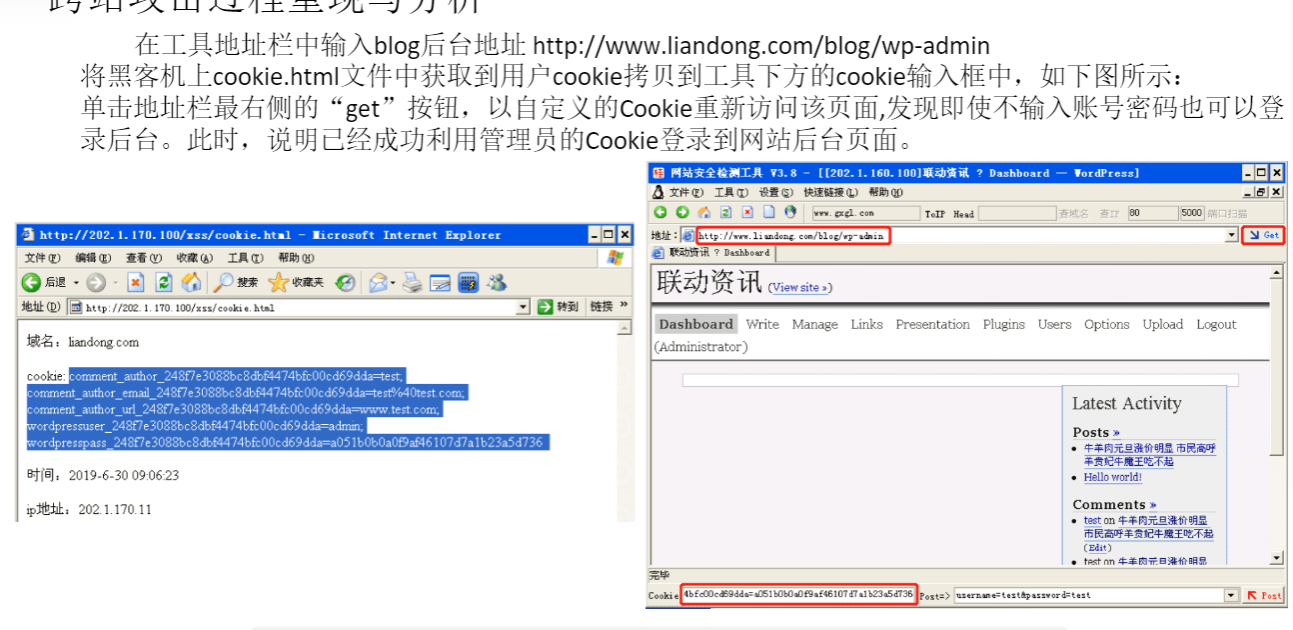 跨站攻击过程重现与分析
在工具地址栏中输入blog后台地址 http://www.liandong.com/blog/wp-admin
将黑客机上cookie.html文件中获取到用户cookie拷贝到工具下方的cookie输入框中，如下图所示：
单击地址栏最右侧的“get”按钮，以自定义的Cookie重新访问该页面,发现即使不输入账号密码也可以登
录后台。此时，说明已经成功利用管理员的Cookie登录到网站后台页面。
http://202.1.170.100/xss/cookie.html - Microsoft Internet Explorer
文件(F) 编辑(E) 查看(V) 收藏(A) 工具(T) 帮助(H)
后退 搜索 收藏夹
地址(D) http://202.1.170.100/xss/cookie.html 转到 链接 »
域名：liandong.com
cookie: comment_author_248f7e3088bc8dbf4474bfc00cd69dda=test;
comment_author_email_248f7e3088bc8dbf4474bfc00cd69dda=test%40test.com;
comment_author_url_248f7e3088bc8dbf4474bfc00cd69dda=www.test.com;
wordpressuser_248f7e3088bc8dbf4474bfc00cd69dda=admin;
wordpresspass_248f7e3088bc8dbf4474bfc00cd69dda=a051b0b0a0f9af46107d7a1b23a5d736
时间：2019-6-30 09:06:23
ip地址：202.1.170.11
网站安全检测工具 V3.8 - [[202.1.160.100]联动资讯 ? Dashboard — WordPress]
文件(F) 工具(T) 设置(S) 快速链接(L) 帮助(H)
www.gxgl.com ToIP Head 查域名 查IP 80 5000 端口扫描
地址： http://www.liandong.com/blog/wp-admin Get
联动资讯 ? Dashboard
联动资讯 (View site »)
Dashboard Write Manage Links Presentation Plugins Users Options Upload Logout
(Administrator)
Latest Activity
Posts »
牛羊肉元旦涨价明显 市民高呼
羊贵妃牛魔王吃不起
Hello world!
Comments »
test on 牛羊肉元旦涨价明显
市民高呼羊贵妃牛魔王吃不起
(Edit)
test on 牛羊肉元旦涨价明显
完毕
Cookie 4bfc00cd69dda=a051b0b0a0f9af46107d7a1b23a5d736 Post=> username=test&password=test Post